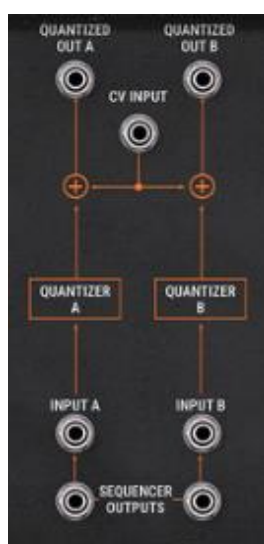 QUANTIZED OUT A
QUANTIZED OUT B
CV INPUT
QUANTIZER A
QUANTIZER B
INPUT A
INPUT B
SEQUENCER OUTPUTS